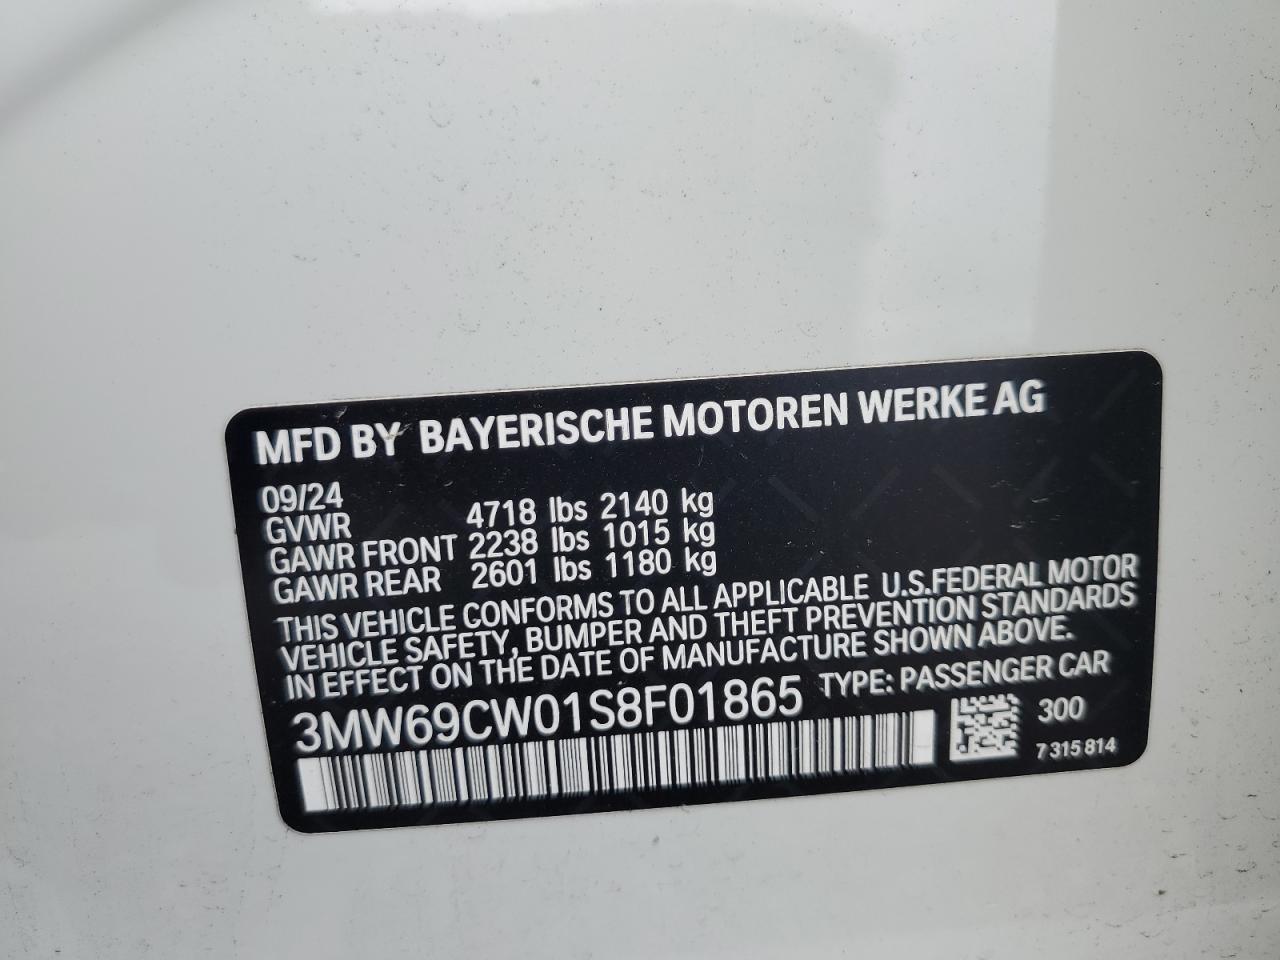 MFD BY BAYERISCHE MOTOREN WERKE AG
09/24
GVWR 4718 lbs 2140 kg
GAWR FRONT 2238 lbs 1015 kg
GAWR REAR 2601 lbs 1180 kg
THIS VEHICLE CONFORMS TO ALL APPLICABLE U.S.FEDERAL MOTOR
VEHICLE SAFETY, BUMPER AND THEFT PREVENTION STANDARDS
IN EFFECT ON THE DATE OF MANUFACTURE SHOWN ABOVE.
3MW69CW01S8F01865 TYPE: PASSENGER CAR
300
7 315 814